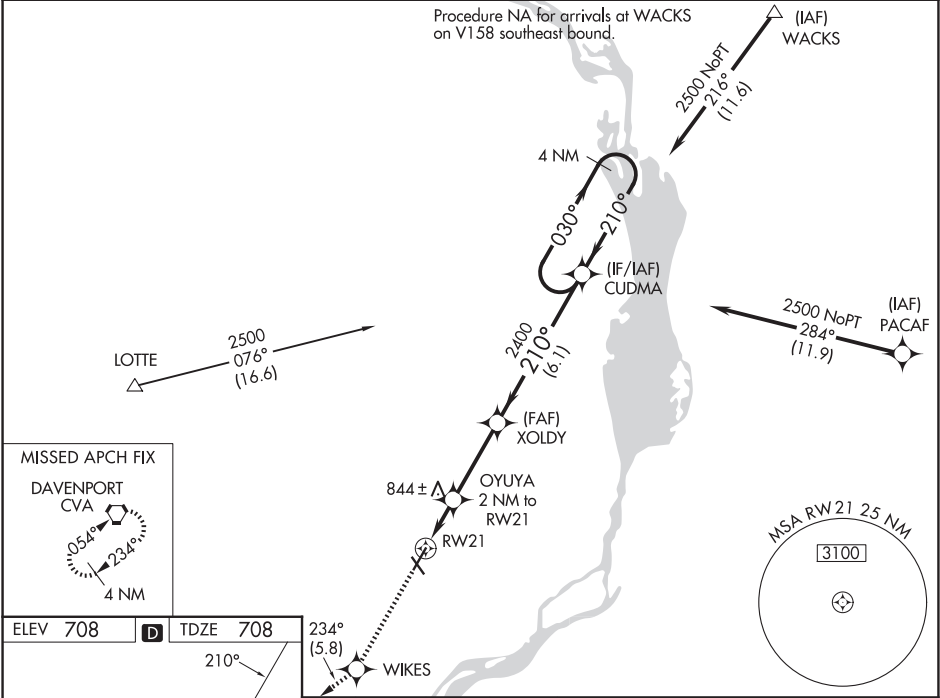 Procedure NA for arrivals at WACKS
on V158 southeast bound.
(IAF)
WACKS
2500 NoPT
216°
(11.6)
4 NM
030°
210°
(IF/IAF)
CUDMA
2500 NoPT
284°
(11.9)
(IAF)
PACAF
2500
076°
(16.6)
LOTTE
2400
210°
(6.1)
(FAF)
XOLDY
MISSED APCH FIX
DAVENPORT
CVA
054°
234°
4 NM
844±
OYUYA
2 NM to
RW21
RW21
MSA RW21 25 NM
3100
ELEV 708 D TDZE 708
210°
234°
(5.8)
WIKES